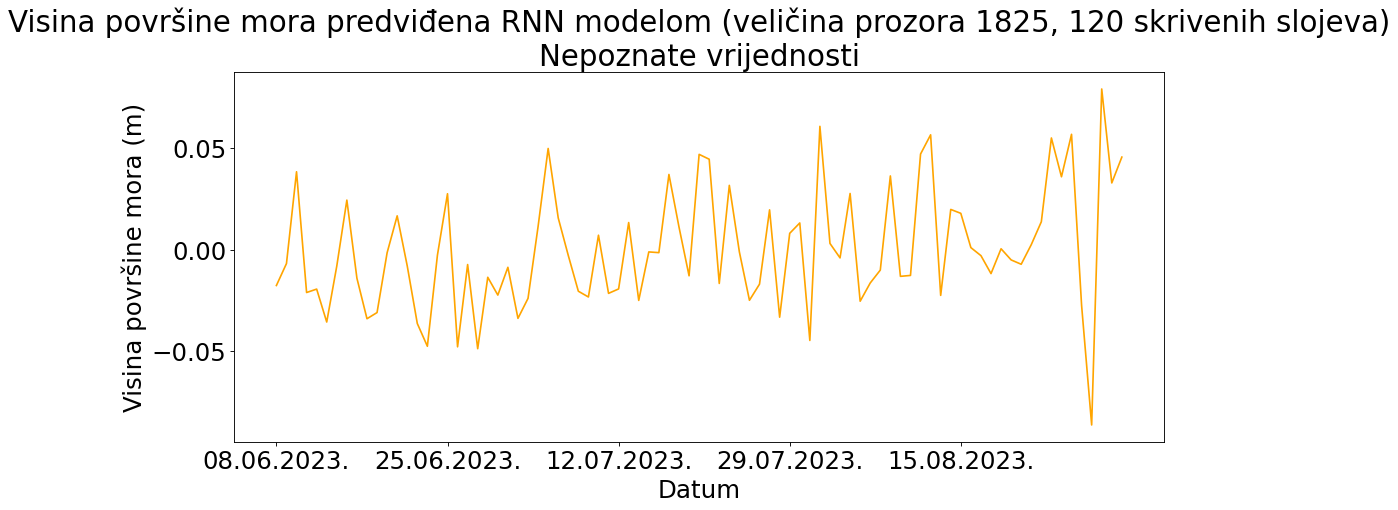 Visina površine mora predviđena RNN modelom (veličina prozora 1825, 120 skrivenih slojeva)
Nepoznate vrijednosti
Visina površine mora (m)
0.05
0.00
−0.05
08.06.2023. 25.06.2023. 12.07.2023. 29.07.2023. 15.08.2023.
Datum